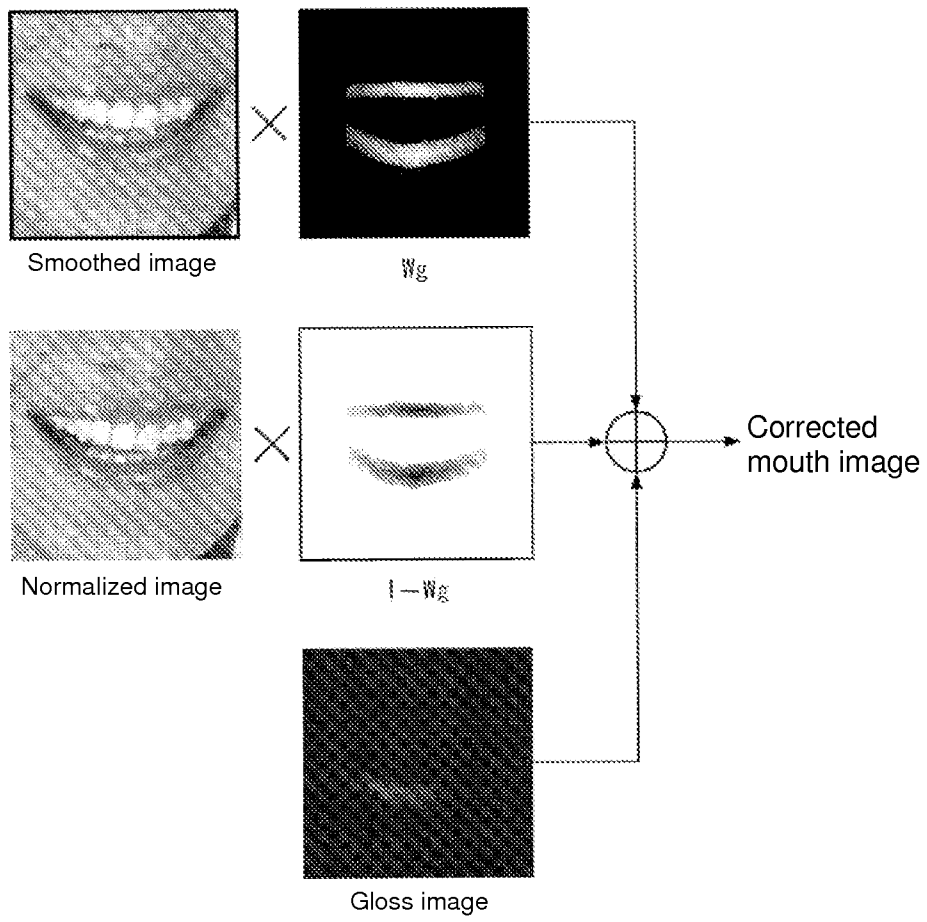 Smoothed image
Wg
Normalized image
1-Wg
Corrected
mouth image
Gloss image